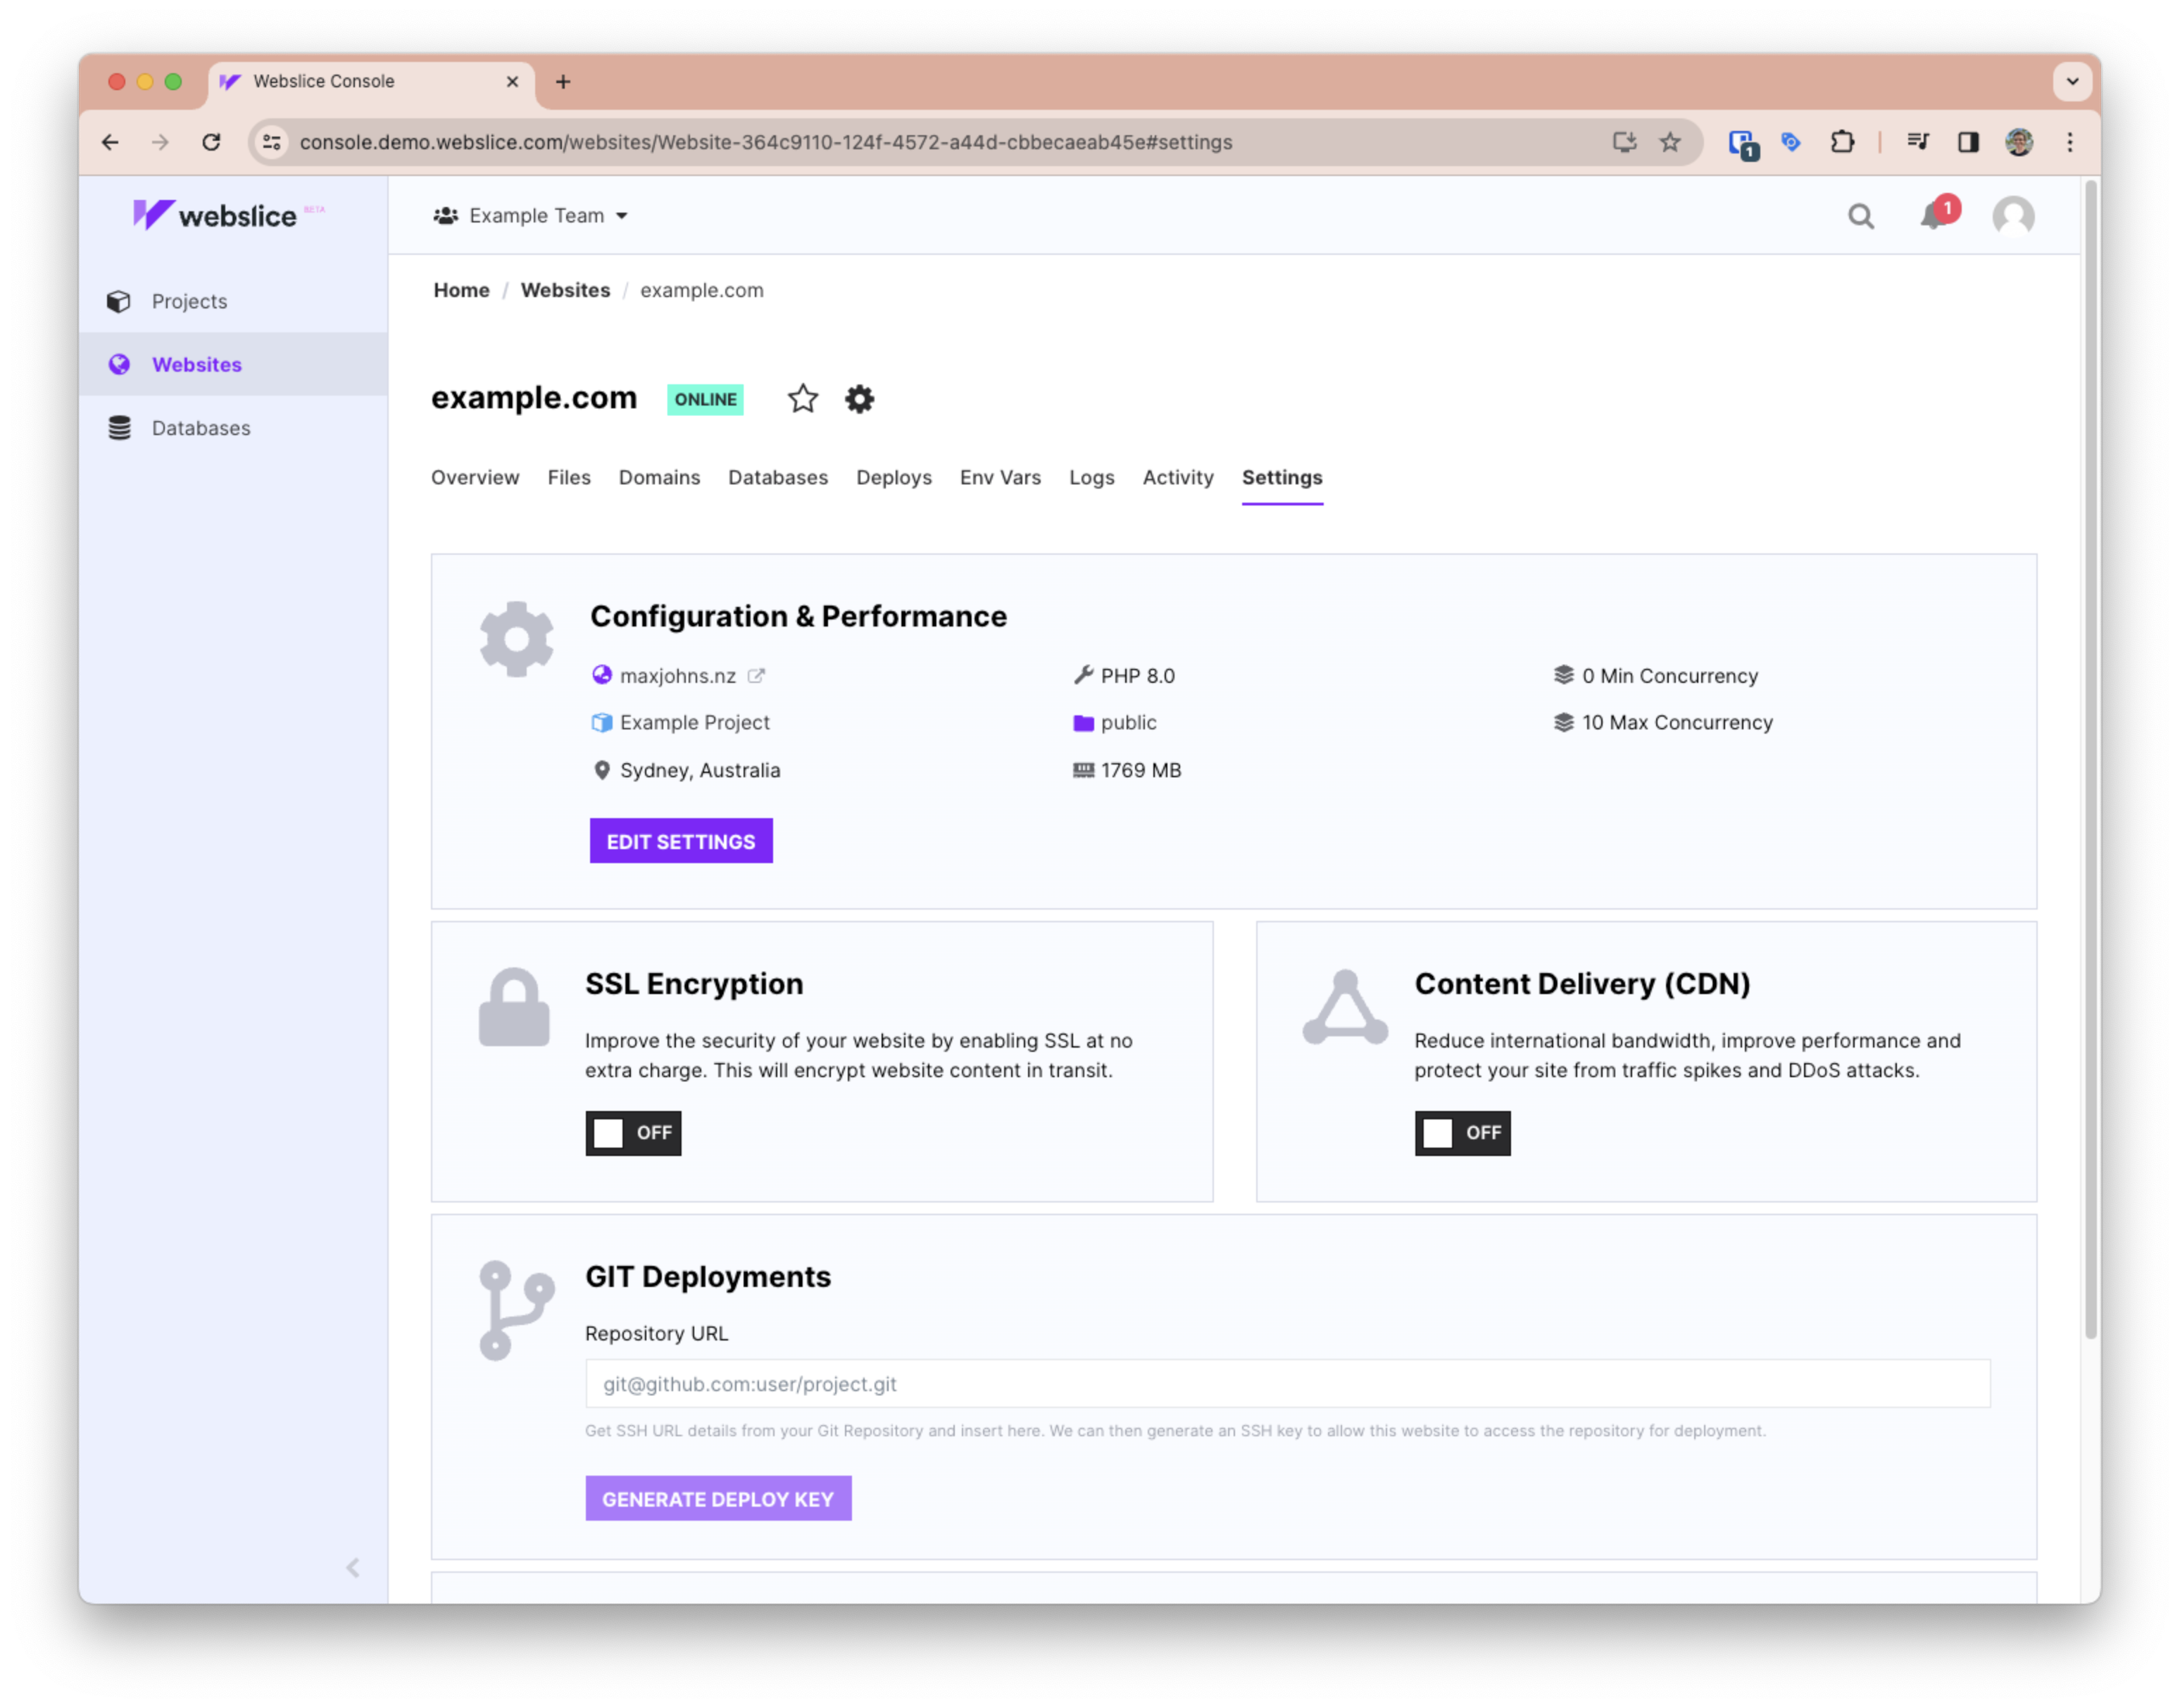 Webslice Console
console.demo.webslice.com/websites/Website-364c9110-124f-4572-a44d-cbbecaeab45e#settings
1
webslice BETA
Example Team
1
Projects
Websites
Databases
Home / Websites / example.com
example.com ONLINE
Overview Files Domains Databases Deploys Env Vars Logs Activity Settings
Configuration & Performance
maxjohns.nz PHP 8.0 0 Min Concurrency
Example Project public 10 Max Concurrency
Sydney, Australia 1769 MB
EDIT SETTINGS
SSL Encryption
Improve the security of your website by enabling SSL at no
extra charge. This will encrypt website content in transit.
OFF
Content Delivery (CDN)
Reduce international bandwidth, improve performance and
protect your site from traffic spikes and DDoS attacks.
OFF
GIT Deployments
Repository URL
git@github.com:user/project.git
Get SSH URL details from your Git Repository and insert here. We can then generate an SSH key to allow this website to access the repository for deployment.
GENERATE DEPLOY KEY